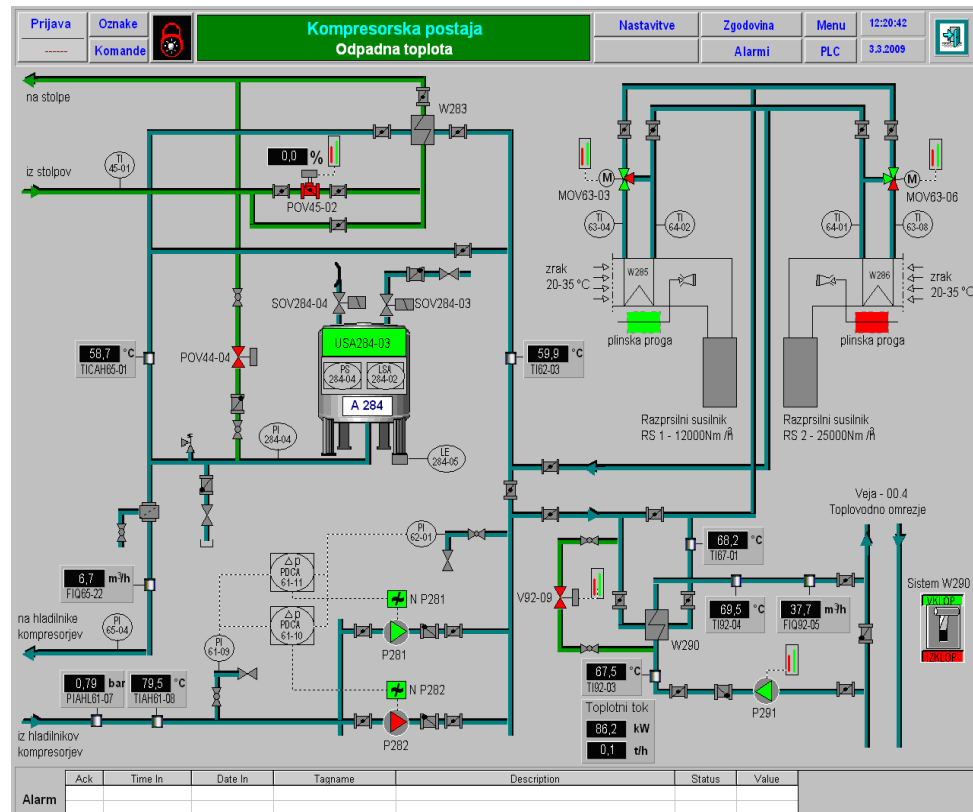 Prijava
------
Oznake
Komande
Kompresorska postaja
Odpadna toplota
Nastavitve
Zgodovina
Menu
12:20:42
Alarmi
PLC
3.3.2009
na stolpe
W283
TI
45-01
0,0 %
iz stolpov
POV45-02
MOV63-03
M
M
MOV63-06
TI
63-04
TI
64-02
TI
64-01
TI
63-08
zrak
20-35 °C
W285
W286
zrak
20-35 °C
plinska proga
plinska proga
SOV284-04
SOV284-03
USA284-03
PS
284-04
LSA
284-02
A 284
58,7 °C
TICAH65-01
POV44-04
59,9 °C
TI62-03
Razprsilni susilnik
RS 1 - 12000Nm³/h
Razprsilni susilnik
RS 2 - 25000Nm³/h
PI
284-04
LE
284-05
Veja - 00.4
Toplovodno omrezje
PI
62-01
Δp
PDCA
61-11
68,2 °C
TI67-01
6,7 m³/h
FIQ65-22
V92-09
N P281
69,5 °C
TI92-04
37,7 m³/h
FIQ92-05
Sistem W290
VKLOP
IZKLOP
Δp
PDCA
61-10
na hladilnike
kompresorjev
PI
65-04
PI
61-09
P281
W290
0,79 bar
PIAHL61-07
79,5 °C
TIAH61-08
N P282
67,5 °C
TI92-03
P291
Toplotni tok
86,2 kW
0,1 t/h
iz hladilnikov
kompresorjev
P282
Alarm
Ack
Time In
Date In
Tagname
Description
Status
Value